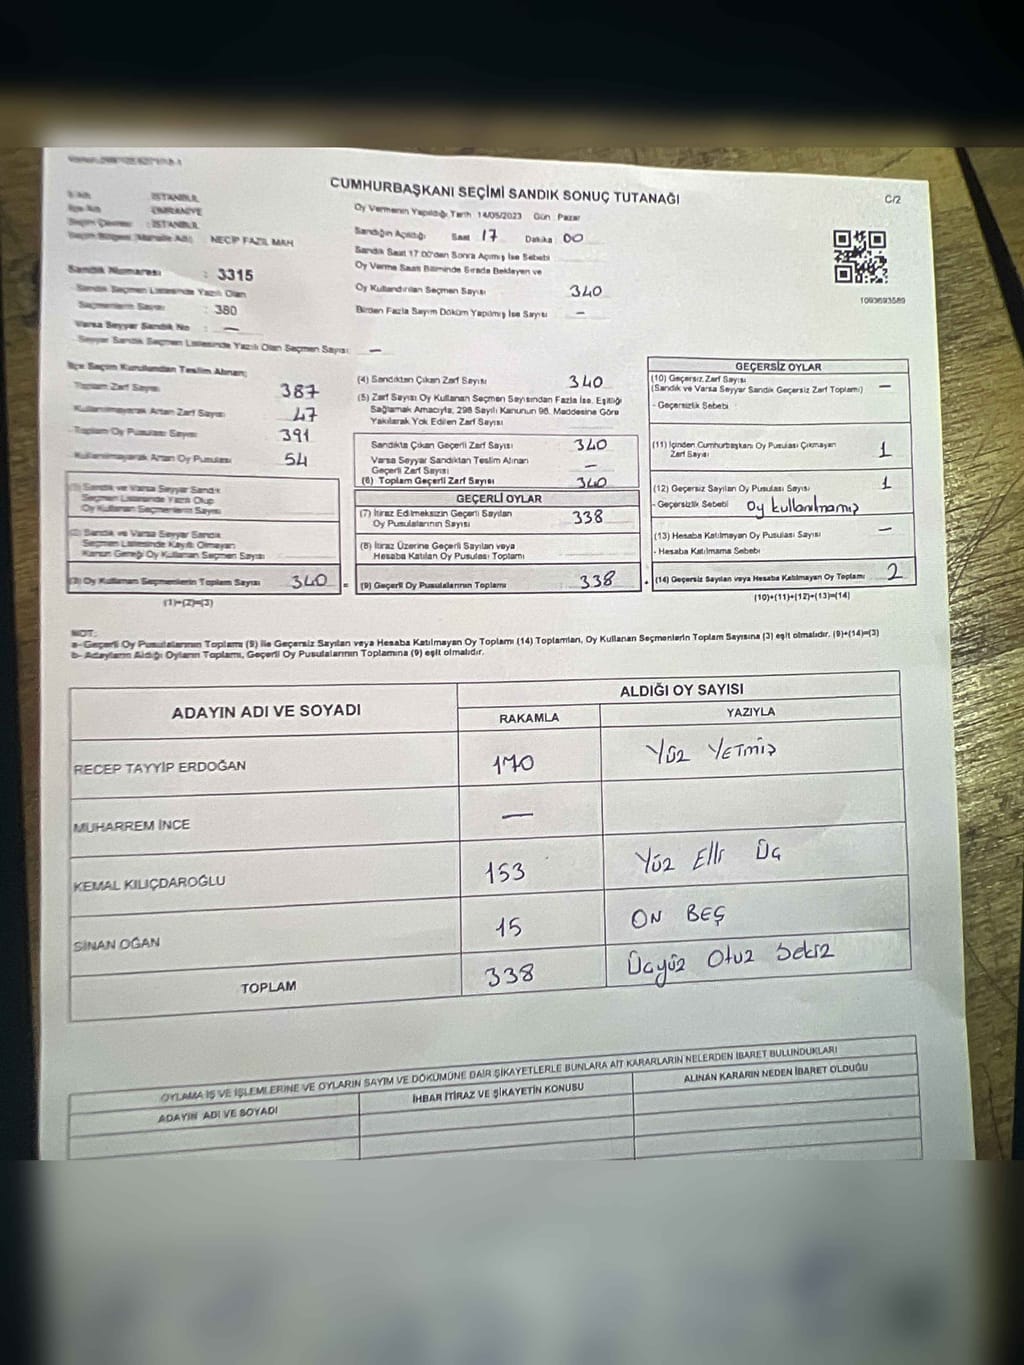 CUMHURBAŞKANI SEÇİMİ SANDIK SONUÇ TUTANAĞI
C/2
İli Adı : İSTANBUL
İlçe Adı : ÜMRANİYE
Seçim Çevresi : İSTANBUL
Seçim Bölgesi (Mahalle Adı) : NECİP FAZIL MAH
Sandık Numarası : 3315
Sandık Seçmen Listesinde Yazılı Olan
Seçmenlerin Sayısı : 380
Varsa Seyyar Sandık No : —
Seyyar Sandık Seçmen Listesinde Yazılı Olan Seçmen Sayısı: —
Oy Vermenin Yapıldığı Tarih 14/05/2023 Gün : Pazar
Sandığın Açıldığı Saat 17 Dakika 00
Sandık Saat 17:00'den Sonra Açılmış İse Sebebi
Oy Verme Saati Bitiminde Sırada Bekleyen ve
Oy Kullandırılan Seçmen Sayısı 340
Birden Fazla Sayım Döküm Yapılmış İse Sayısı —
1093693589
İlçe Seçim Kurulundan Teslim Alınan;
Toplam Zarf Sayısı 387
Kullanılmayarak Artan Zarf Sayısı 47
Toplam Oy Pusulası Sayısı 391
Kullanılmayarak Artan Oy Pusulası 54
(1) Sandık ve Varsa Seyyar Sandık
Seçmen Listesinde Yazılı Olup
Oy Kullanan Seçmenlerin Sayısı
(2) Sandık ve Varsa Seyyar Sandık
Seçmen Listesinde Kayıtlı Olmayan
Kanun Gereği Oy Kullanan Seçmen Sayısı
(3) Oy Kullanan Seçmenlerin Toplam Sayısı 340 =
(1)+(2)=(3)
(4) Sandıktan Çıkan Zarf Sayısı 340
(5) Zarf Sayısı Oy Kullanan Seçmen Sayısından Fazla İse, Eşitliği
Sağlamak Amacıyla, 298 Sayılı Kanunun 98. Maddesine Göre
Yakılarak Yok Edilen Zarf Sayısı
Sandıkta Çıkan Geçerli Zarf Sayısı 340
Varsa Seyyar Sandıktan Teslim Alınan
Geçerli Zarf Sayısı —
(6) Toplam Geçerli Zarf Sayısı 340
GEÇERLİ OYLAR
(7) İtiraz Edilmeksizin Geçerli Sayılan
Oy Pusulalarının Sayısı 338
(8) İtiraz Üzerine Geçerli Sayılan veya
Hesaba Katılan Oy Pusulası Toplamı
(9) Geçerli Oy Pusulalarının Toplamı 338 +
GEÇERSİZ OYLAR
(10) Geçersiz Zarf Sayısı
(Sandık ve Varsa Seyyar Sandık Geçersiz Zarf Toplamı) —
- Geçersizlik Sebebi
(11) İçinden Cumhurbaşkanı Oy Pusulası Çıkmayan
Zarf Sayısı 1
(12) Geçersiz Sayılan Oy Pusulası Sayısı 1
- Geçersizlik Sebebi Oy kullanılmamış
(13) Hesaba Katılmayan Oy Pusulası Sayısı —
- Hesaba Katılmama Sebebi
(14) Geçersiz Sayılan veya Hesaba Katılmayan Oy Toplamı 2
(10)+(11)+(12)+(13)=(14)
NOT:
a- Geçerli Oy Pusulalarının Toplamı (9) ile Geçersiz Sayılan veya Hesaba Katılmayan Oy Toplamı (14) Toplamları, Oy Kullanan Seçmenlerin Toplam Sayısına (3) eşit olmalıdır. (9)+(14)=(3)
b- Adayların Aldığı Oyların Toplamı, Geçerli Oy Pusulalarının Toplamına (9) eşit olmalıdır.
ADAYIN ADI VE SOYADI
ALDIĞI OY SAYISI
RAKAMLA YAZIYLA
RECEP TAYYİP ERDOĞAN 170 Yüz Yetmiş
MUHARREM İNCE —
KEMAL KILIÇDAROĞLU 153 Yüz Elli Üç
SİNAN OĞAN 15 ON BEŞ
TOPLAM 338 Üçyüz Otuz Sekiz
OYLAMA İŞ VE İŞLEMLERİNE VE OYLARIN SAYIM VE DÖKÜMÜNE DAİR ŞİKAYETLERLE BUNLARA AİT KARARLARIN NELERDEN İBARET BULUNDUKLARI
ADAYIN ADI VE SOYADI İHBAR İTİRAZ VE ŞİKAYETİN KONUSU ALINAN KARARIN NEDEN İBARET OLDUĞU